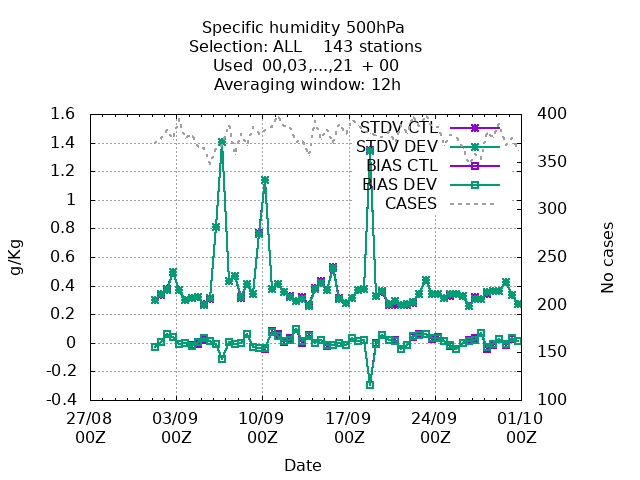 Specific humidity 500hPa
Selection: ALL 143 stations
Used 00,03,...,21 + 00
Averaging window: 12h
1.6
1.4
1.2
1
0.8
0.6
0.4
0.2
0
-0.2
-0.4
g/Kg
400
350
300
250
200
150
100
No cases
STDV CTL
STDV DEV
BIAS CTL
BIAS DEV
CASES
27/08 03/09 10/09 17/09 24/09 01/10
00Z 00Z 00Z 00Z 00Z 00Z
Date